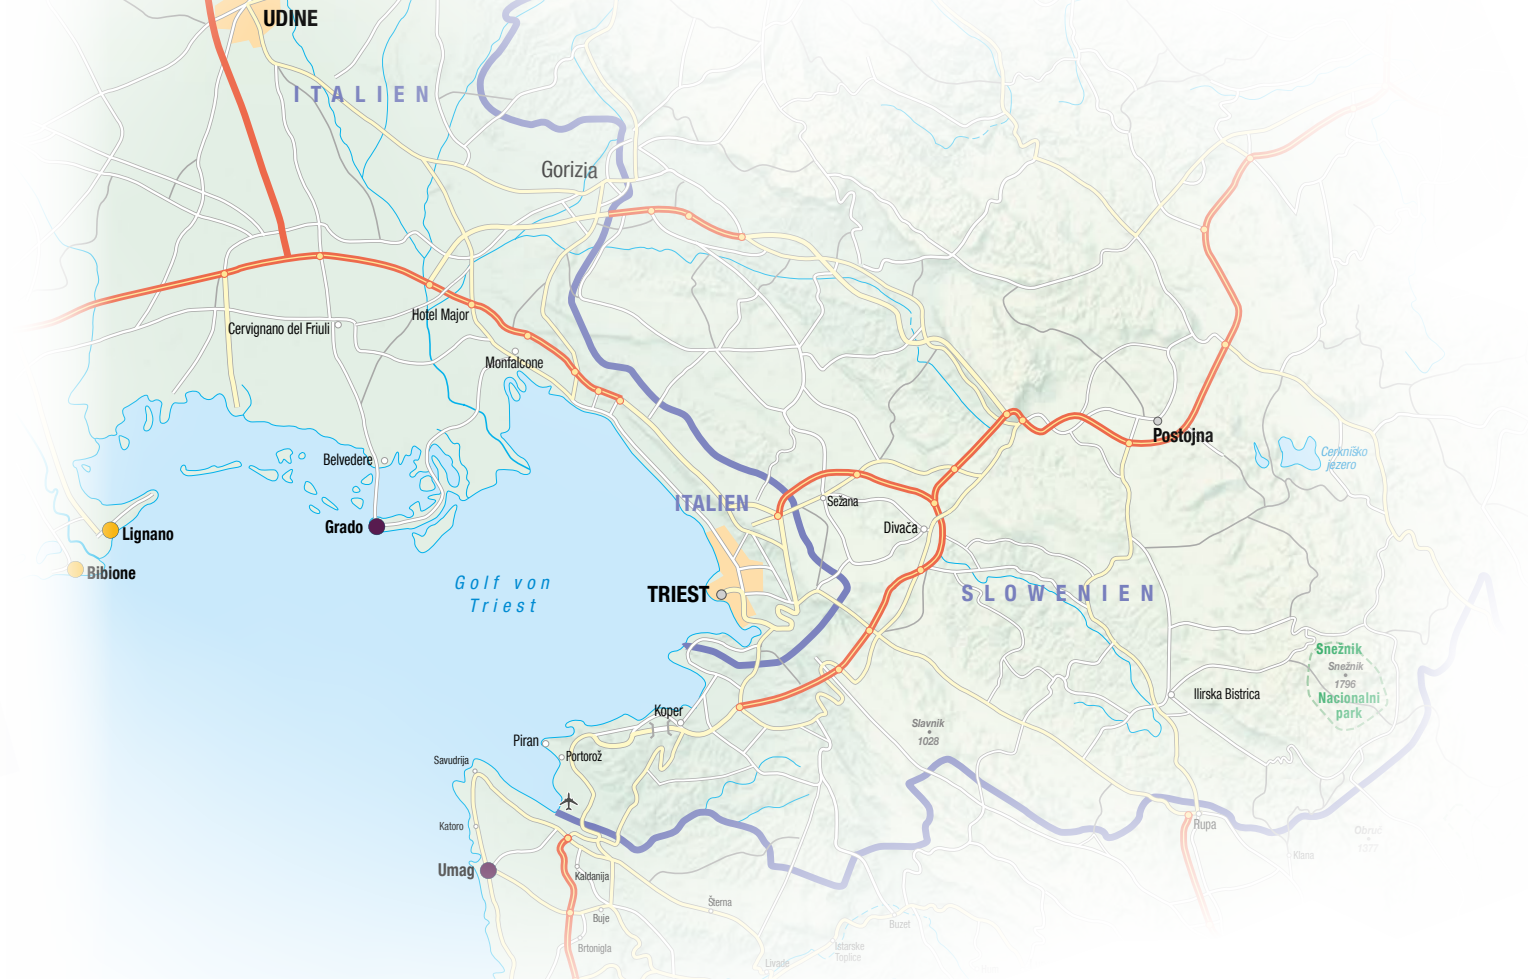 UDINE
ITALIEN
Gorizia
Hotel Major
Cervignano del Friuli
Monfalcone
Postojna
Cerkniško
jezero
Belvedere
ITALIEN
Sežana
Grado
Divača
Lignano
Bibione
Golf von
Triest
TRIEST
SLOWENIEN
Snežnik
Snežnik
1796
Nacionalni
park
Ilirska Bistrica
Koper
Slavnik
1028
Piran
Portorož
Savudrija
Katoro
Rupa
Obruč
1377
Klana
Umag
Kaldanija
Šterna
Buje
Buzet
Brtonigla
Istarske
Toplice
Livade